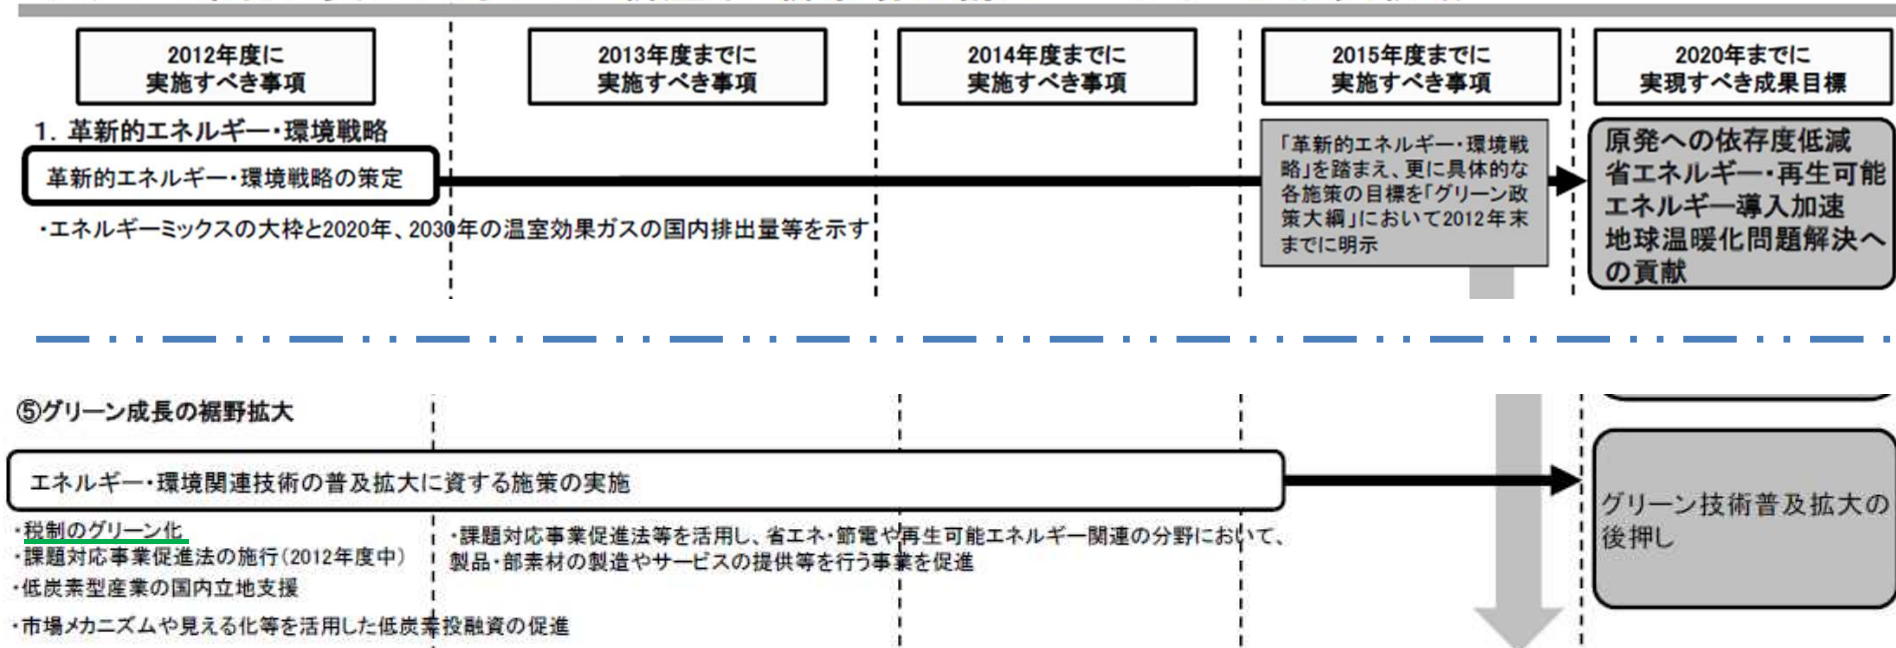 2012年度に
実施すべき事項
2013年度までに
実施すべき事項
2014年度までに
実施すべき事項
2015年度までに
実施すべき事項
2020年までに
実現すべき成果目標
1．革新的エネルギー・環境戦略
革新的エネルギー・環境戦略の策定
・エネルギーミックスの大枠と2020年、2030年の温室効果ガスの国内排出量等を示す
「革新的エネルギー・環境戦
略」を踏まえ、更に具体的な
各施策の目標を「グリーン政
策大綱」において2012年末
までに明示
原発への依存度低減
省エネルギー・再生可能
エネルギー導入加速
地球温暖化問題解決へ
の貢献
⑤グリーン成長の裾野拡大
エネルギー・環境関連技術の普及拡大に資する施策の実施
・税制のグリーン化
・課題対応事業促進法の施行（2012年度中）
・低炭素型産業の国内立地支援
・市場メカニズムや見える化等を活用した低炭素投融資の促進
・課題対応事業促進法等を活用し、省エネ・節電や再生可能エネルギー関連の分野において、
製品・部素材の製造やサービスの提供等を行う事業を促進
グリーン技術普及拡大の
後押し